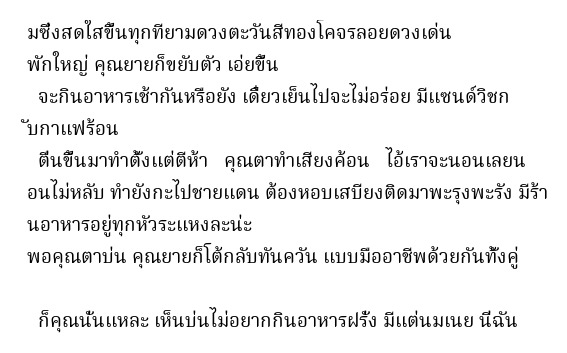 มซึ่งสดใสขึ้นทุกทียามดวงตะวันสีทองโคจรลอยดวงเด่น
พักใหญ่ คุณยายก็ขยับตัว เอ่ยขึ้น
จะกินอาหารเช้ากันหรือยัง เดี๋ยวเย็นไปจะไม่อร่อย มีแซนด์วิชก
ับกาแฟร้อน
ตื่นขึ้นมาทำตั้งแต่ตีห้า คุณตาทำเสียงค้อน ไอ้เราจะนอนเลยน
อนไม่หลับ ทำยังกะไปชายแดน ต้องหอบเสบียงติดมาพะรุงพะรัง มีร้า
นอาหารอยู่ทุกหัวระแหงละน่ะ
พอคุณตาบ่น คุณยายก็โต้กลับทันควัน แบบมืออาชีพด้วยกันทั้งคู่
ก็คุณนั่นแหละ เห็นบ่นไม่อยากกินอาหารฝรั่ง มีแต่นมเนย นี่ฉัน